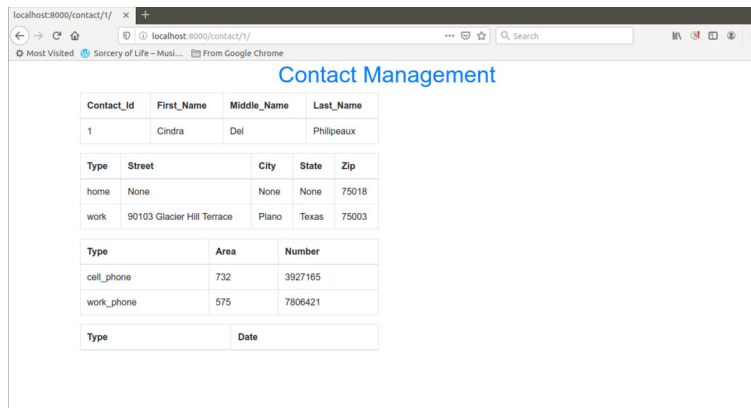 localhost:8000/contact/1/
localhost:8000/contact/1/
Search
Most Visited Sorcery of Life – Musi... From Google Chrome
Contact Management
Contact_Id First_Name Middle_Name Last_Name
1 Cindra Del Philipeaux
Type Street City State Zip
home None None None 75018
work 90103 Glacier Hill Terrace Plano Texas 75003
Type Area Number
cell_phone 732 3927165
work_phone 575 7806421
Type Date